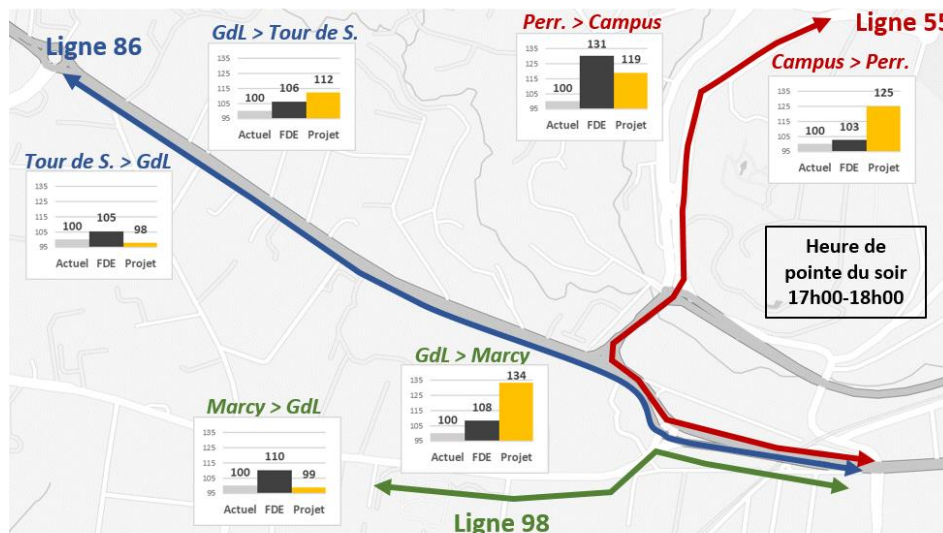 Ligne 86
GdL > Tour de S.
135
125
115
105
95
100
106
112
Actuel FDE Projet
Perr. > Campus
135
125
115
105
95
100
131
119
Actuel FDE Projet
Ligne 55
Campus > Perr.
135
125
115
105
95
100
103
125
Actuel FDE Projet
Tour de S. > GdL
135
125
115
105
95
100
105
98
Actuel FDE Projet
Heure de
pointe du soir
17h00-18h00
GdL > Marcy
135
125
115
105
95
100
108
134
Actuel FDE Projet
Marcy > GdL
135
125
115
105
95
100
110
99
Actuel FDE Projet
Ligne 98